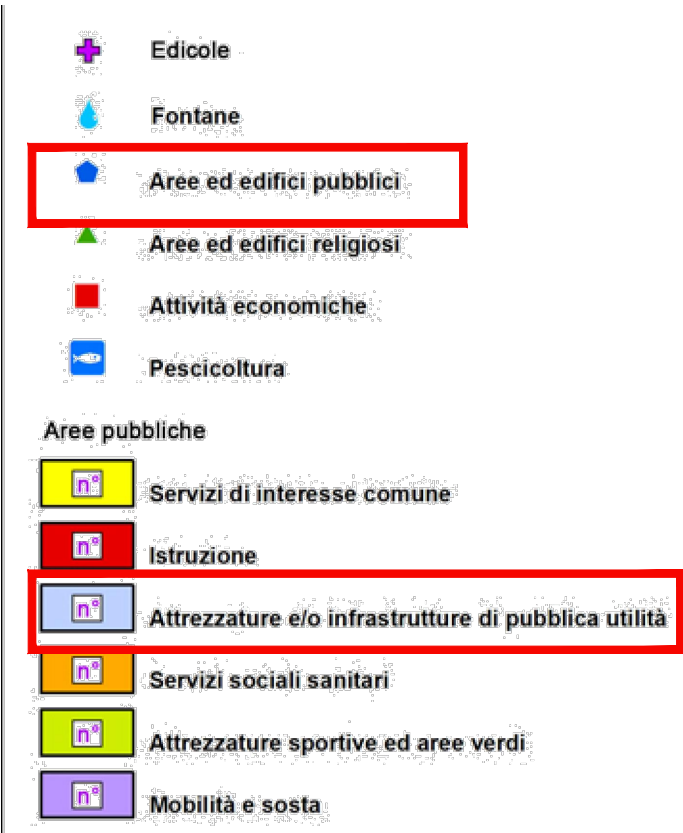 Edicole
Fontane
Aree ed edifici pubblici
Aree ed edifici religiosi
Attività economiche
Pescicoltura
Aree pubbliche
n° Servizi di interesse comune
n° Istruzione
n° Attrezzature e/o infrastrutture di pubblica utilità
n° Servizi sociali sanitari
n° Attrezzature sportive ed aree verdi
n° Mobilità e sosta